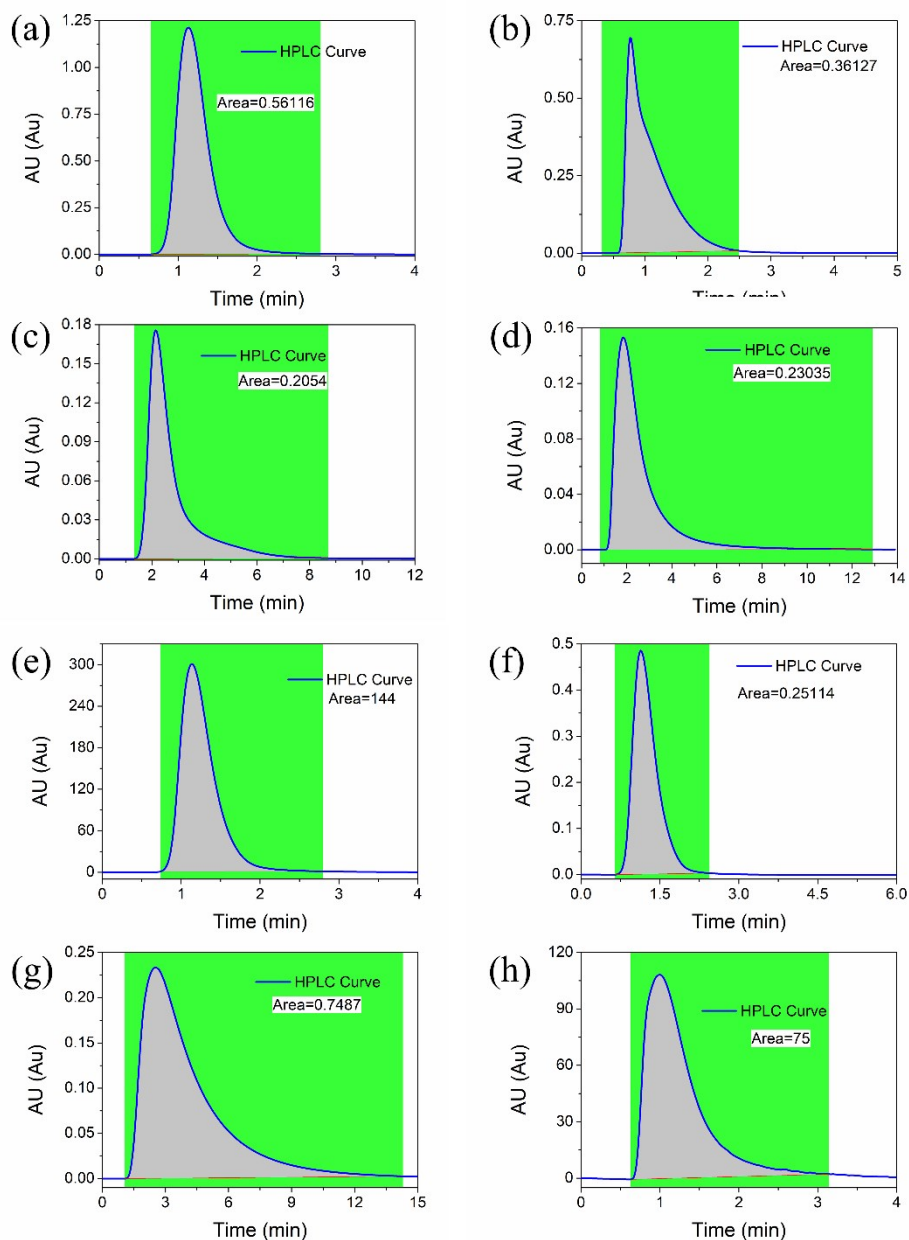 (a)
1.25
1.00
0.75
0.50
0.25
0.00
AU (Au)
HPLC Curve
Area=0.56116
0 1 2 3 4
Time (min)
(b)
0.75
0.50
0.25
0.00
AU (Au)
HPLC Curve
Area=0.36127
0 1 2 3 4 5
Time (min)
(c)
0.18
0.15
0.12
0.09
0.06
0.03
0.00
AU (Au)
HPLC Curve
Area=0.2054
0 2 4 6 8 10 12
Time (min)
(d)
0.16
0.12
0.08
0.04
0.00
AU (Au)
HPLC Curve
Area=0.23035
0 2 4 6 8 10 12 14
Time (min)
(e)
300
240
180
120
60
0
AU (Au)
HPLC Curve
Area=144
0 1 2 3 4
Time (min)
(f)
0.5
0.4
0.3
0.2
0.1
0.0
AU (Au)
HPLC Curve
Area=0.25114
0.0 1.5 3.0 4.5 6.0
Time (min)
(g)
0.25
0.20
0.15
0.10
0.05
0.00
AU (Au)
HPLC Curve
Area=0.7487
0 3 6 9 12 15
Time (min)
(h)
120
90
60
30
0
AU (Au)
HPLC Curve
Area=75
0 1 2 3 4
Time (min)